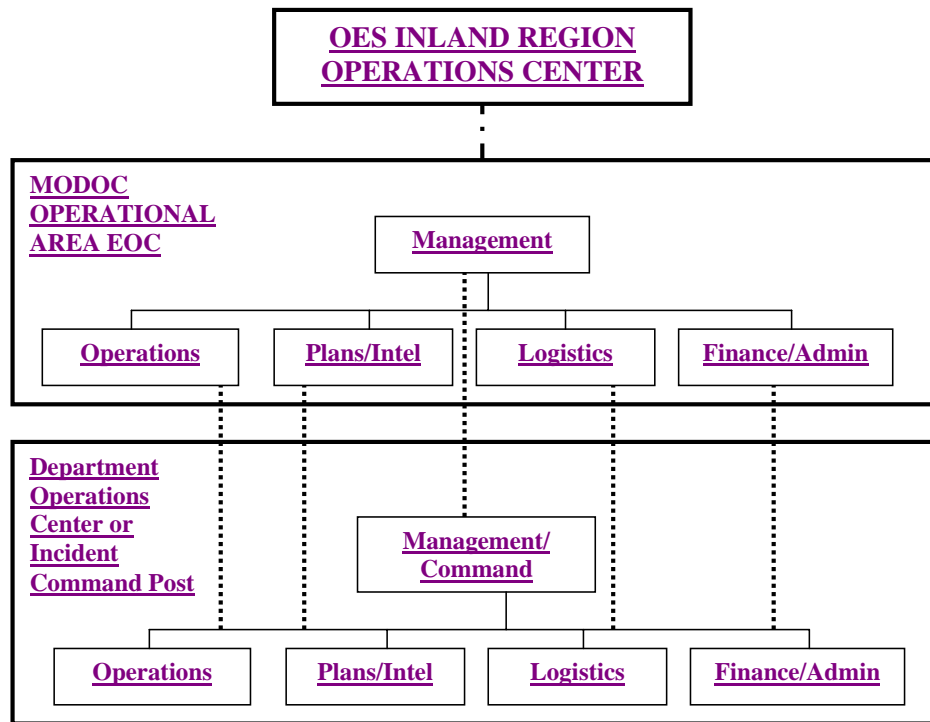 OES INLAND REGION
OPERATIONS CENTER
MODOC
OPERATIONAL
AREA EOC
Management
Operations
Plans/Intel
Logistics
Finance/Admin
Department
Operations
Center or
Incident
Command Post
Management/
Command
Operations
Plans/Intel
Logistics
Finance/Admin